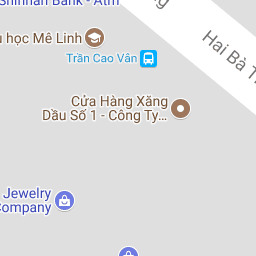 Shinhan Bank - Atm
học Mê Linh
Trần Cao Vân
Hai Bà T
Cửa Hàng Xăng
Dầu Số 1 - Công Ty…
Jewelry
Company